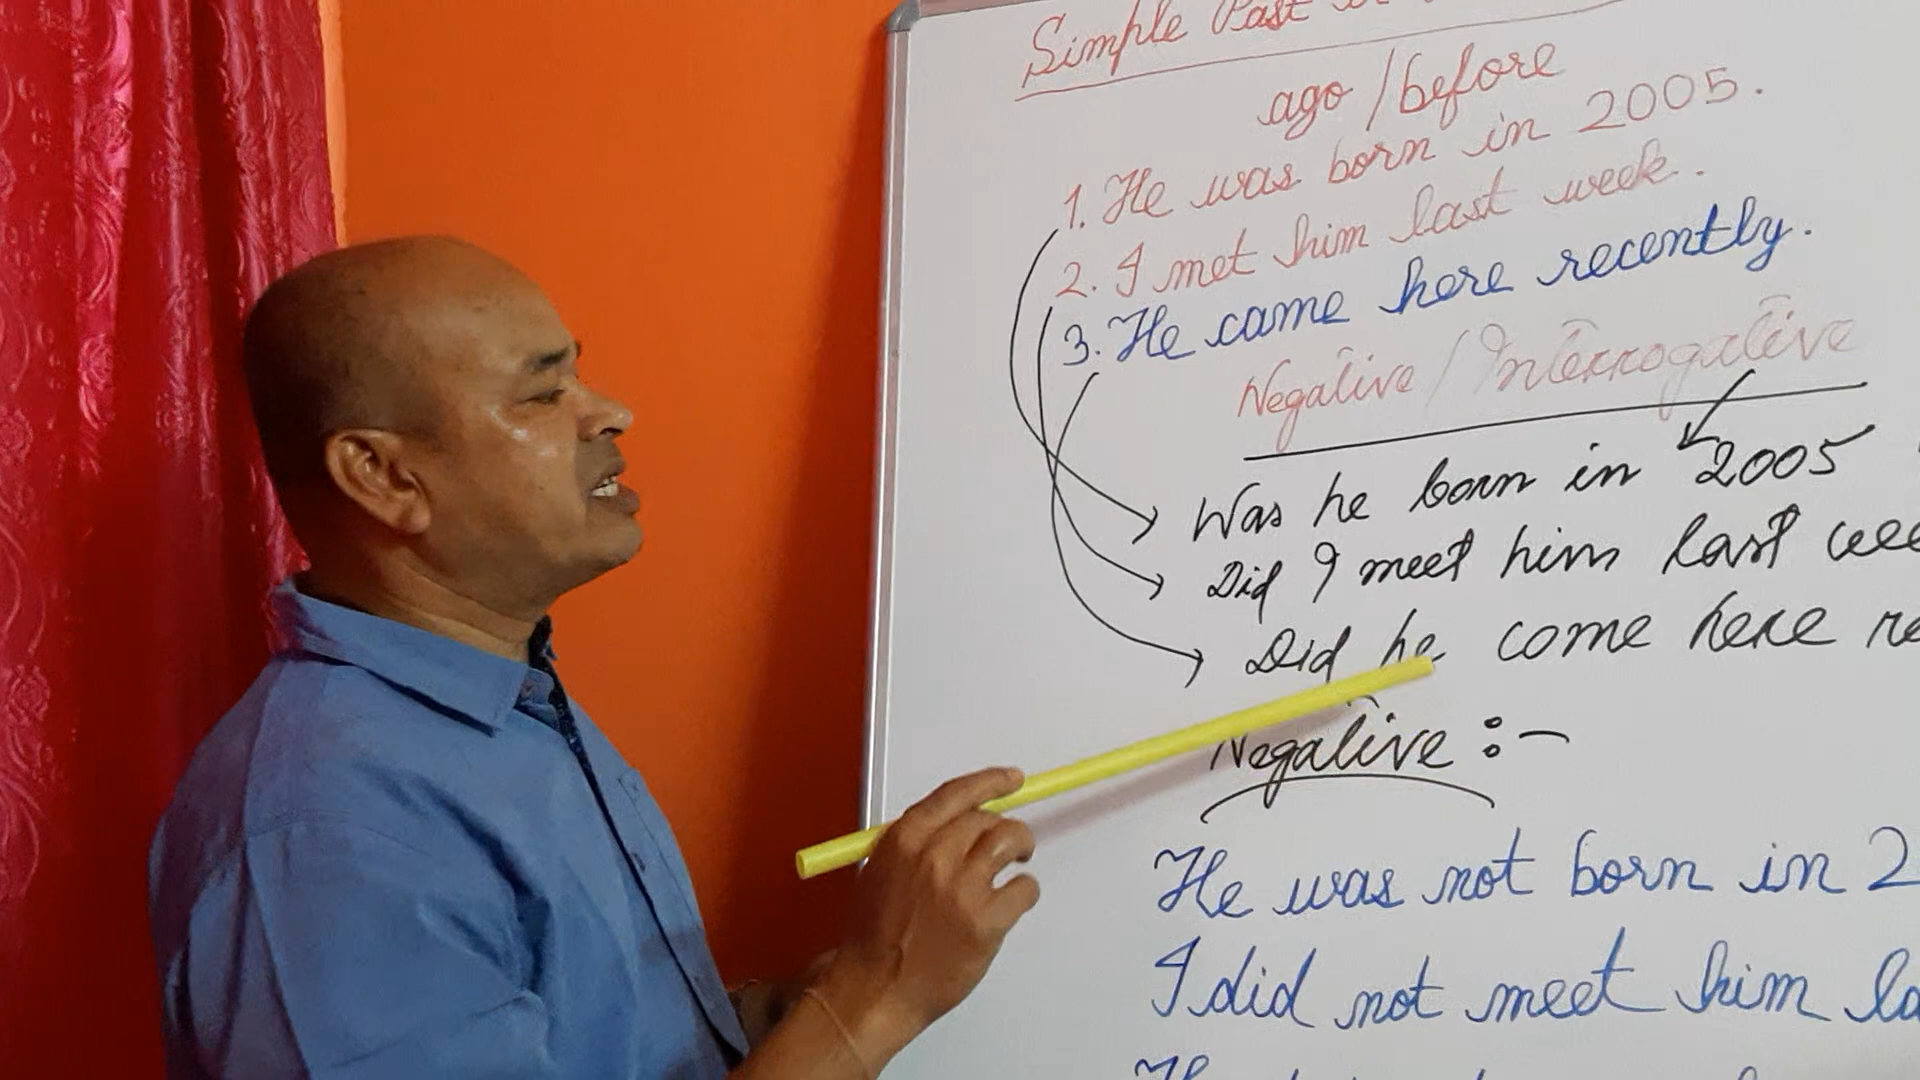 Simple Past
ago / before
1. He was born in 2005.
2. I met him last week.
3. He came here recently.
Negative / Interrogative
Was he born in 2005
Did I meet him last
Did he come here
Negative :-
He was not born in 2
I did not meet him